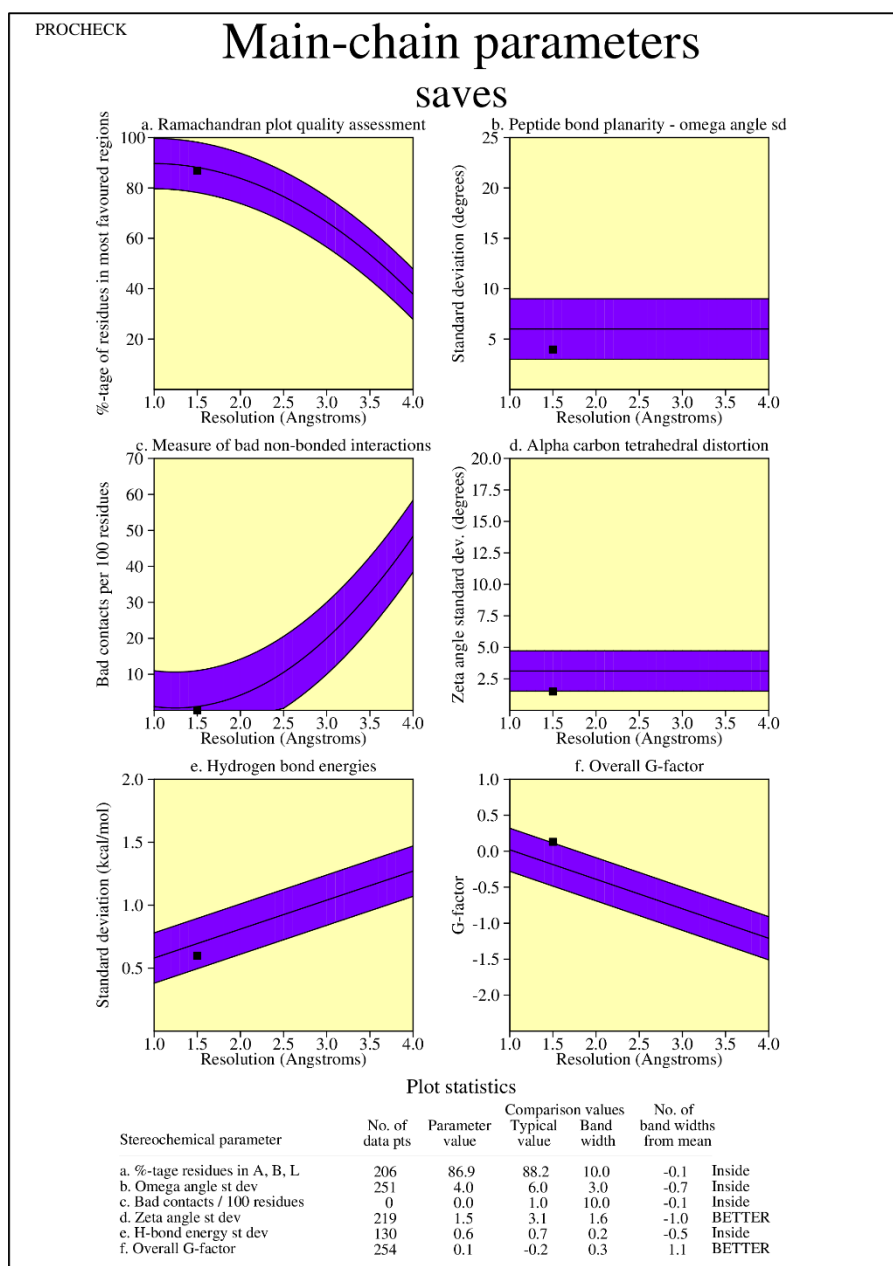 PROCHECK
Main-chain parameters
saves
a. Ramachandran plot quality assessment
%-tage of residues in most favoured regions
100
80
60
40
20
1.0 1.5 2.0 2.5 3.0 3.5 4.0
Resolution (Angstroms)
b. Peptide bond planarity - omega angle sd
Standard deviation (degrees)
25
20
15
10
5
1.0 1.5 2.0 2.5 3.0 3.5 4.0
Resolution (Angstroms)
c. Measure of bad non-bonded interactions
Bad contacts per 100 residues
70
60
50
40
30
20
10
1.0 1.5 2.0 2.5 3.0 3.5 4.0
Resolution (Angstroms)
d. Alpha carbon tetrahedral distortion
Zeta angle standard dev. (degrees)
20.0
17.5
15.0
12.5
10.0
7.5
5.0
2.5
1.0 1.5 2.0 2.5 3.0 3.5 4.0
Resolution (Angstroms)
e. Hydrogen bond energies
Standard deviation (kcal/mol)
2.0
1.5
1.0
0.5
1.0 1.5 2.0 2.5 3.0 3.5 4.0
Resolution (Angstroms)
f. Overall G-factor
G-factor
1.0
0.5
0.0
-0.5
-1.0
-1.5
-2.0
1.0 1.5 2.0 2.5 3.0 3.5 4.0
Resolution (Angstroms)
Plot statistics
Comparison values
No. of Parameter Typical Band No. of
Stereochemical parameter data pts value value width band widths from mean
a. %-tage residues in A, B, L 206 86.9 88.2 10.0 -0.1 Inside
b. Omega angle st dev 251 4.0 6.0 3.0 -0.7 Inside
c. Bad contacts / 100 residues 0 0.0 1.0 10.0 -0.1 Inside
d. Zeta angle st dev 219 1.5 3.1 1.6 -1.0 BETTER
e. H-bond energy st dev 130 0.6 0.7 0.2 -0.5 Inside
f. Overall G-factor 254 0.1 -0.2 0.3 1.1 BETTER